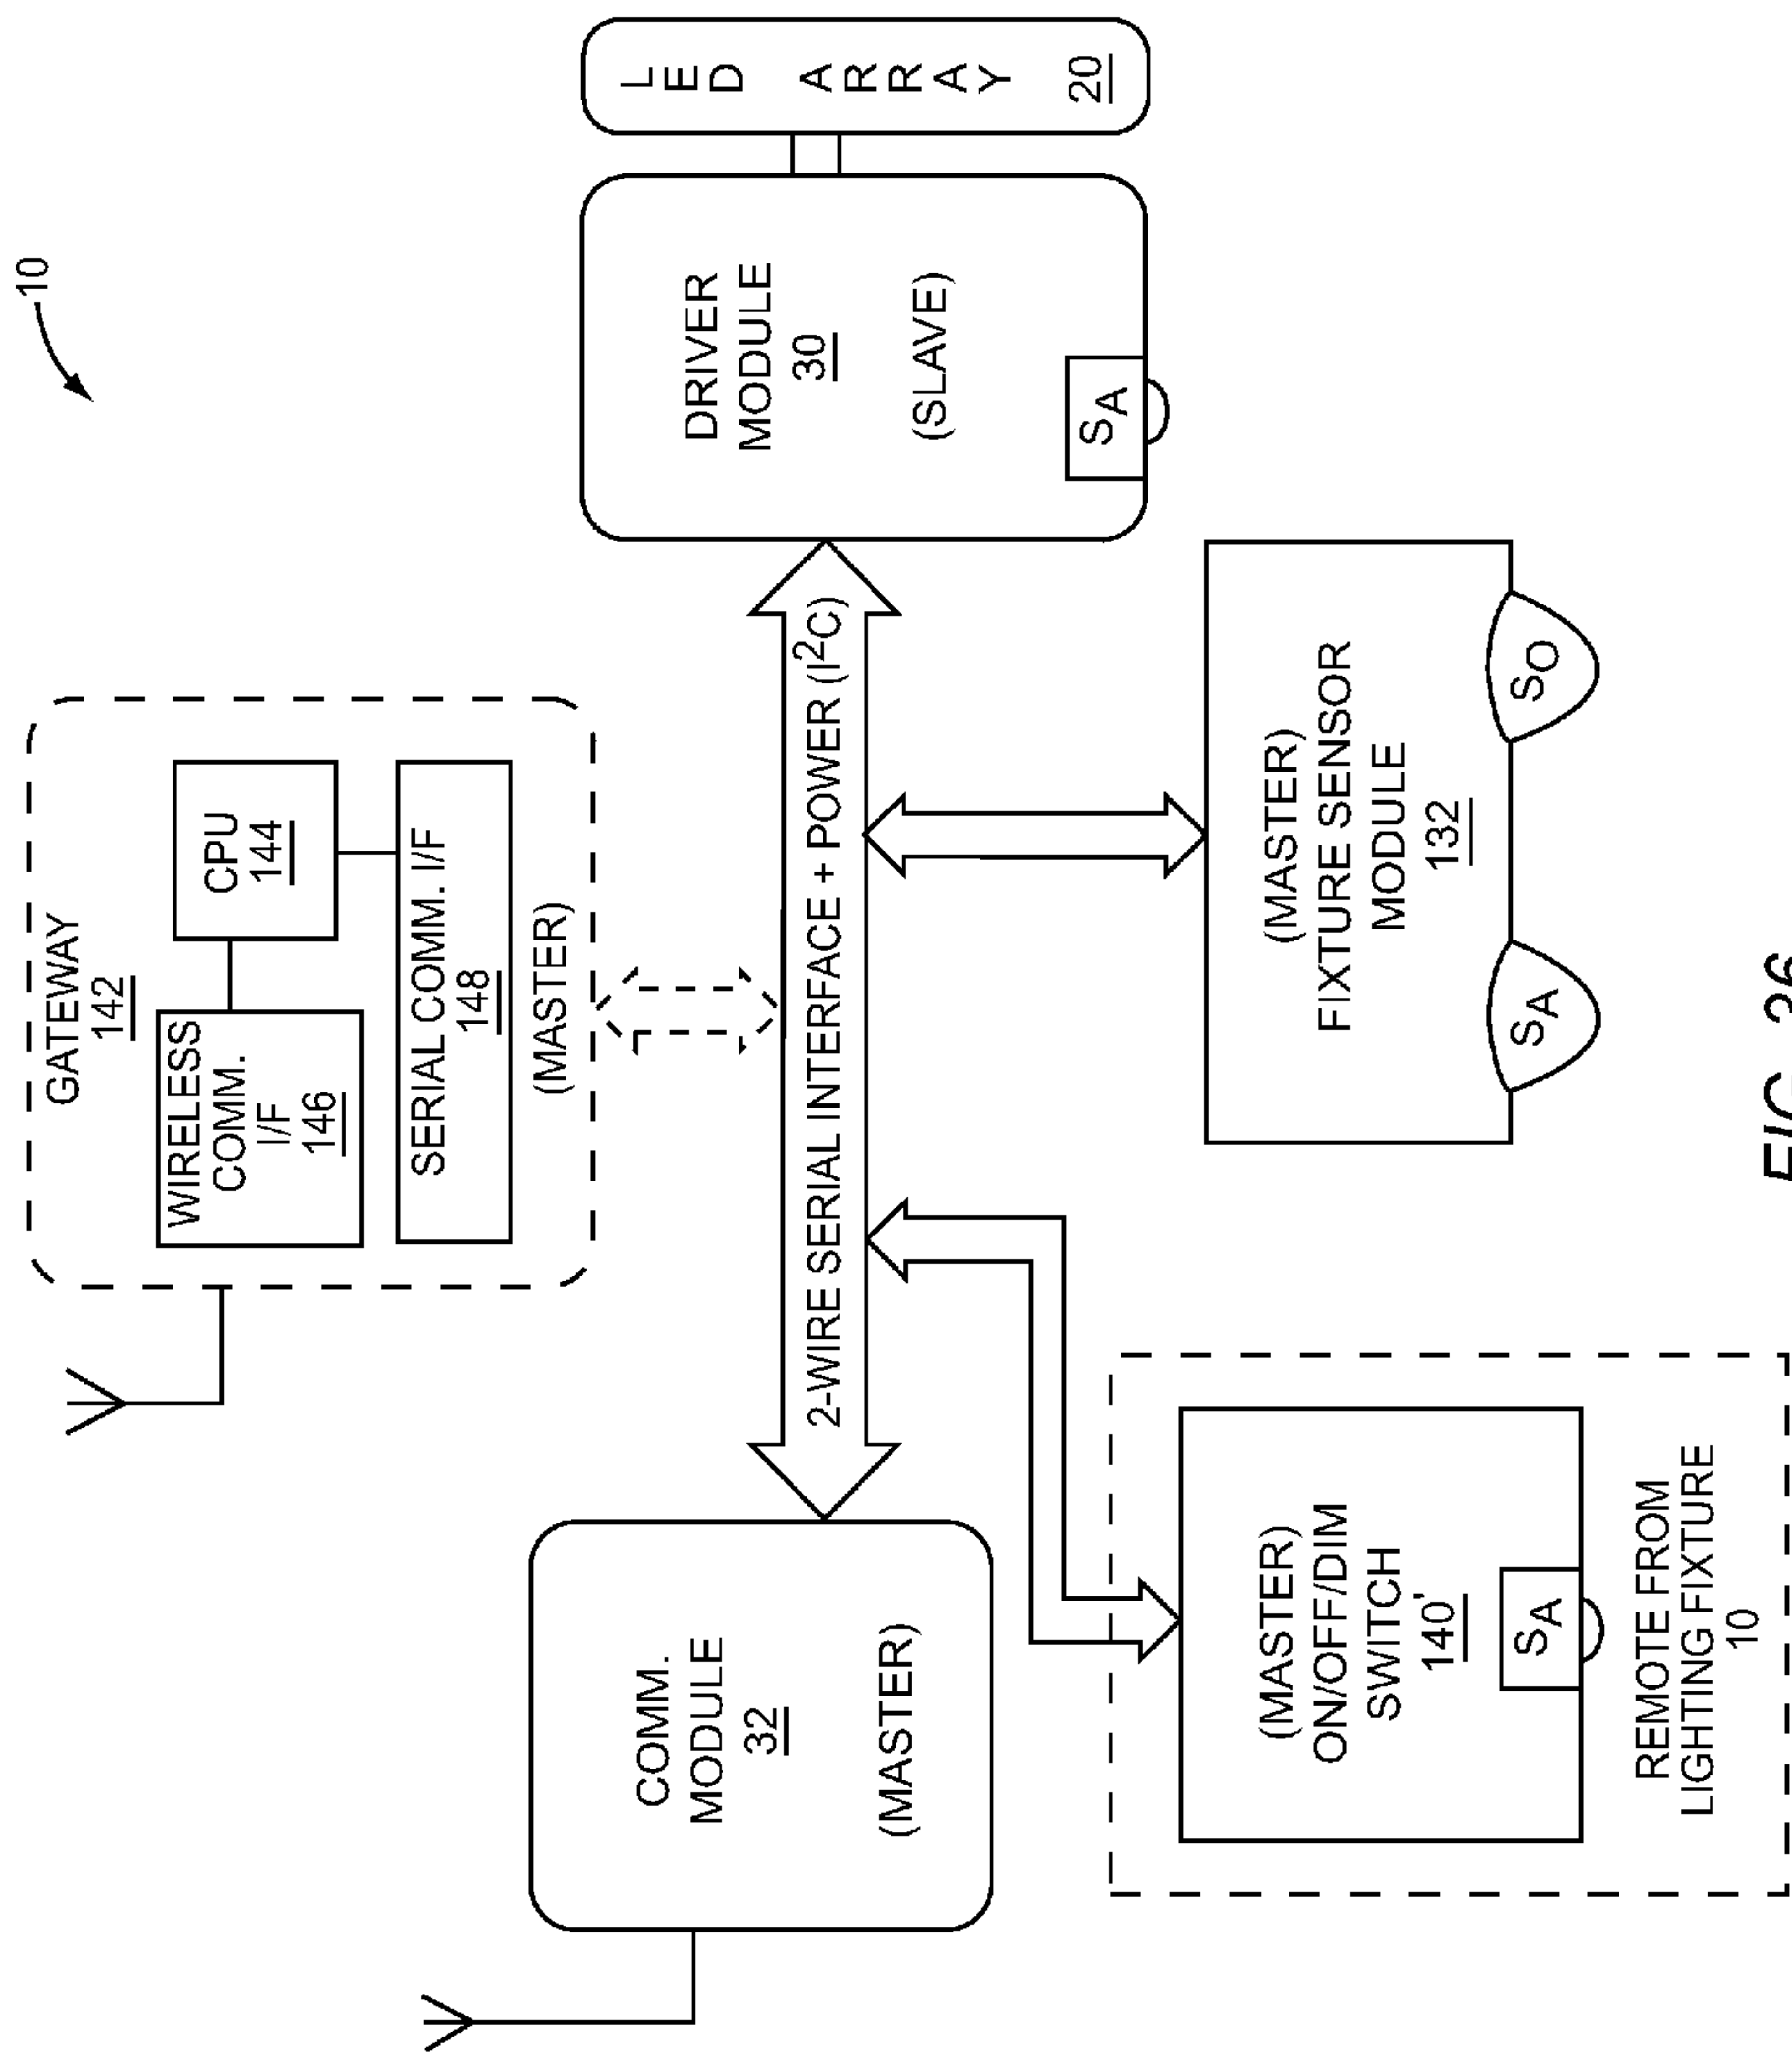 10
GATEWAY
142
WIRELESS
COMM.
I/F
146
CPU
144
SERIAL COMM. I/F
148
(MASTER)
COMM.
MODULE
32
(MASTER)
2-WIRE SERIAL INTERFACE + POWER (I²C)
DRIVER
MODULE
30
(SLAVE)
SA
LED ARRAY
20
(MASTER)
ON/OFF/DIM
SWITCH
140'
SA
REMOTE FROM
LIGHTING FIXTURE
10
(MASTER)
FIXTURE SENSOR
MODULE
132
SA
SO
FIG. 36